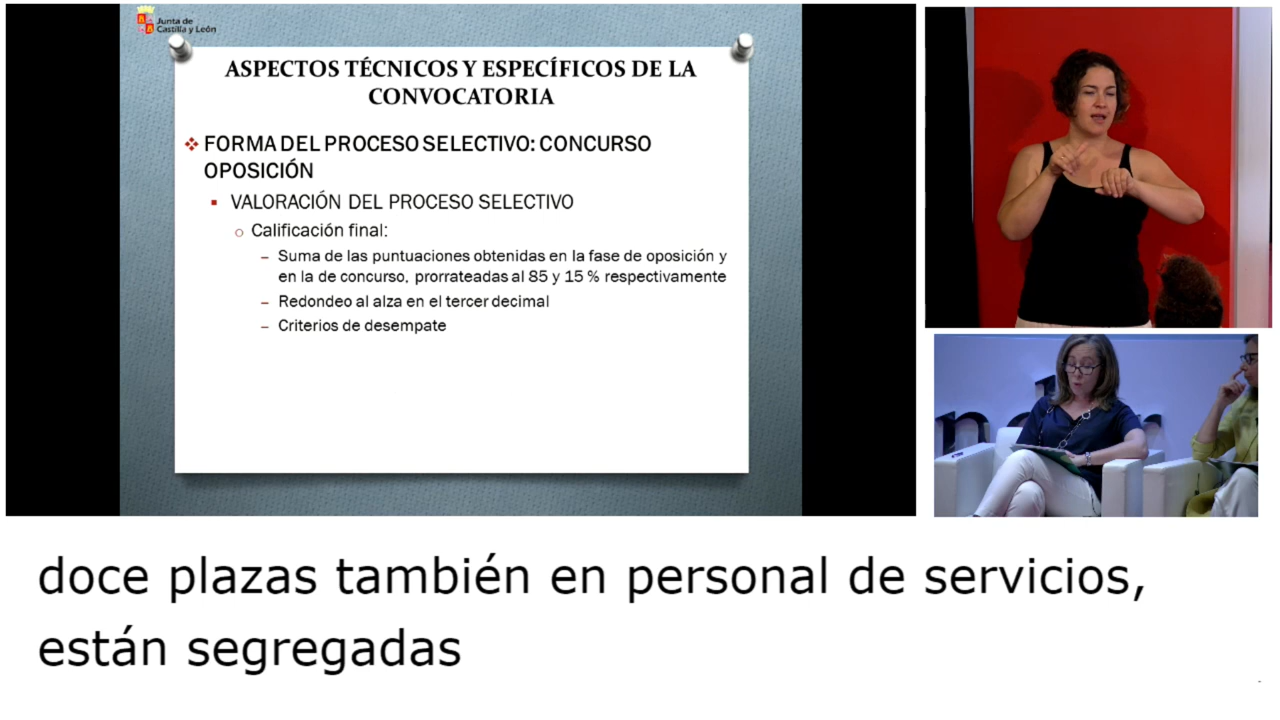 Junta de
Castilla y León
ASPECTOS TÉCNICOS Y ESPECÍFICOS DE LA
CONVOCATORIA
FORMA DEL PROCESO SELECTIVO: CONCURSO
OPOSICIÓN
VALORACIÓN DEL PROCESO SELECTIVO
Calificación final:
– Suma de las puntuaciones obtenidas en la fase de oposición y
en la de concurso, prorrateadas al 85 y 15 % respectivamente
– Redondeo al alza en el tercer decimal
– Criterios de desempate
doce plazas también en personal de servicios,
están segregadas